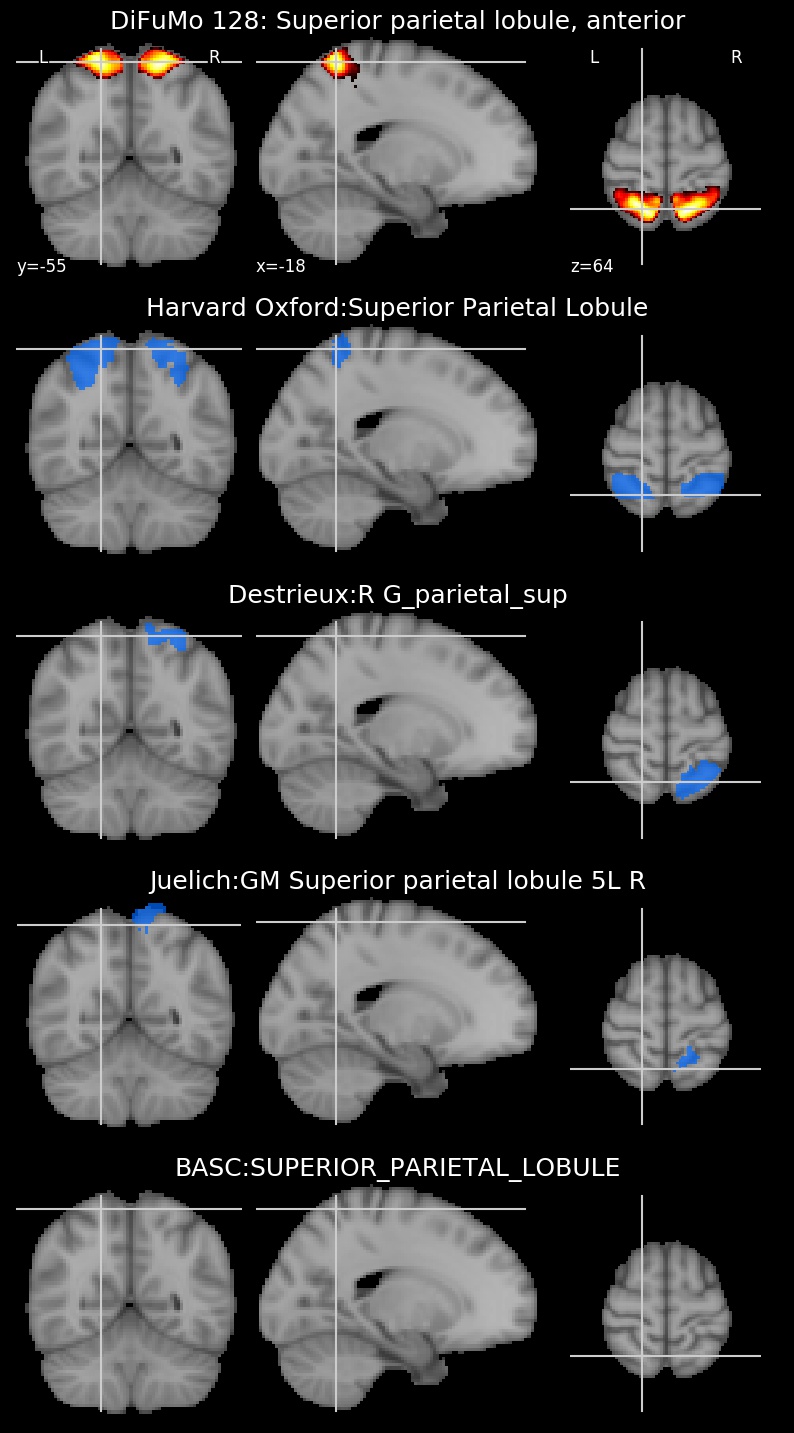 DiFuMo 128: Superior parietal lobule, anterior
L R L R
y=-55 x=-18 z=64
Harvard Oxford:Superior Parietal Lobule
Destrieux:R G_parietal_sup
Juelich:GM Superior parietal lobule 5L R
BASC:SUPERIOR_PARIETAL_LOBULE